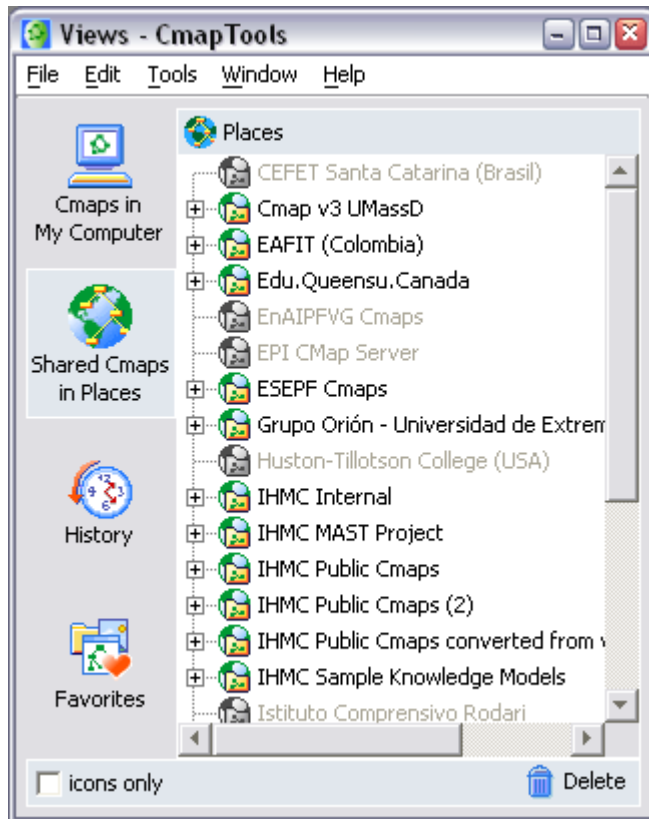 Views - CmapTools
File Edit Tools Window Help
Cmaps in
My Computer
Shared Cmaps
in Places
History
Favorites
Places
CEFET Santa Catarina (Brasil)
Cmap v3 UMassD
EAFIT (Colombia)
Edu.Queensu.Canada
EnAIPFVG Cmaps
EPI CMap Server
ESEPF Cmaps
Grupo Orión - Universidad de Extrem
Huston-Tillotson College (USA)
IHMC Internal
IHMC MAST Project
IHMC Public Cmaps
IHMC Public Cmaps (2)
IHMC Public Cmaps converted from v
IHMC Sample Knowledge Models
Istituto Comprensivo Rodari
icons only
Delete